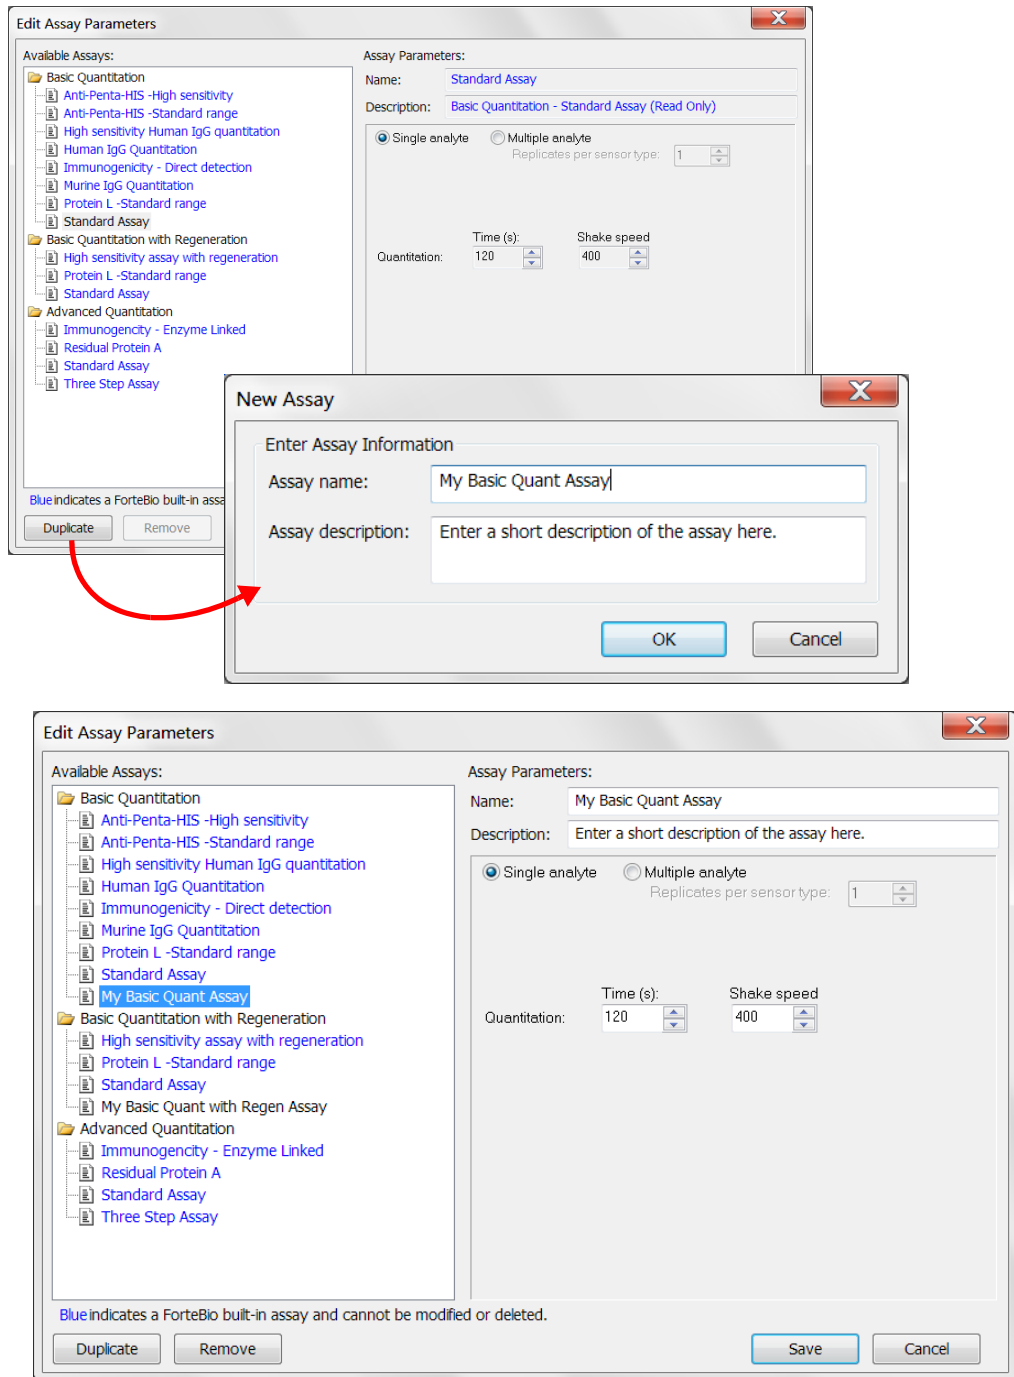 Edit Assay Parameters
Available Assays:
Basic Quantitation
Anti-Penta-HIS -High sensitivity
Anti-Penta-HIS -Standard range
High sensitivity Human IgG quantitation
Human IgG Quantitation
Immunogenicity - Direct detection
Murine IgG Quantitation
Protein L -Standard range
Standard Assay
Basic Quantitation with Regeneration
High sensitivity assay with regeneration
Protein L -Standard range
Standard Assay
Advanced Quantitation
Immunogencity - Enzyme Linked
Residual Protein A
Standard Assay
Three Step Assay
Blue indicates a ForteBio built-in assa
Duplicate Remove
Assay Parameters:
Name: Standard Assay
Description: Basic Quantitation - Standard Assay (Read Only)
Single analyte Multiple analyte
Replicates per sensor type: 1
Time (s): Shake speed
Quantitation: 120 400
New Assay
Enter Assay Information
Assay name: My Basic Quant Assay
Assay description: Enter a short description of the assay here.
OK Cancel
Edit Assay Parameters
Available Assays:
Basic Quantitation
Anti-Penta-HIS -High sensitivity
Anti-Penta-HIS -Standard range
High sensitivity Human IgG quantitation
Human IgG Quantitation
Immunogenicity - Direct detection
Murine IgG Quantitation
Protein L -Standard range
Standard Assay
My Basic Quant Assay
Basic Quantitation with Regeneration
High sensitivity assay with regeneration
Protein L -Standard range
Standard Assay
My Basic Quant with Regen Assay
Advanced Quantitation
Immunogencity - Enzyme Linked
Residual Protein A
Standard Assay
Three Step Assay
Assay Parameters:
Name: My Basic Quant Assay
Description: Enter a short description of the assay here.
Single analyte Multiple analyte
Replicates per sensor type: 1
Time (s): Shake speed
Quantitation: 120 400
Blue indicates a ForteBio built-in assay and cannot be modified or deleted.
Duplicate Remove Save Cancel